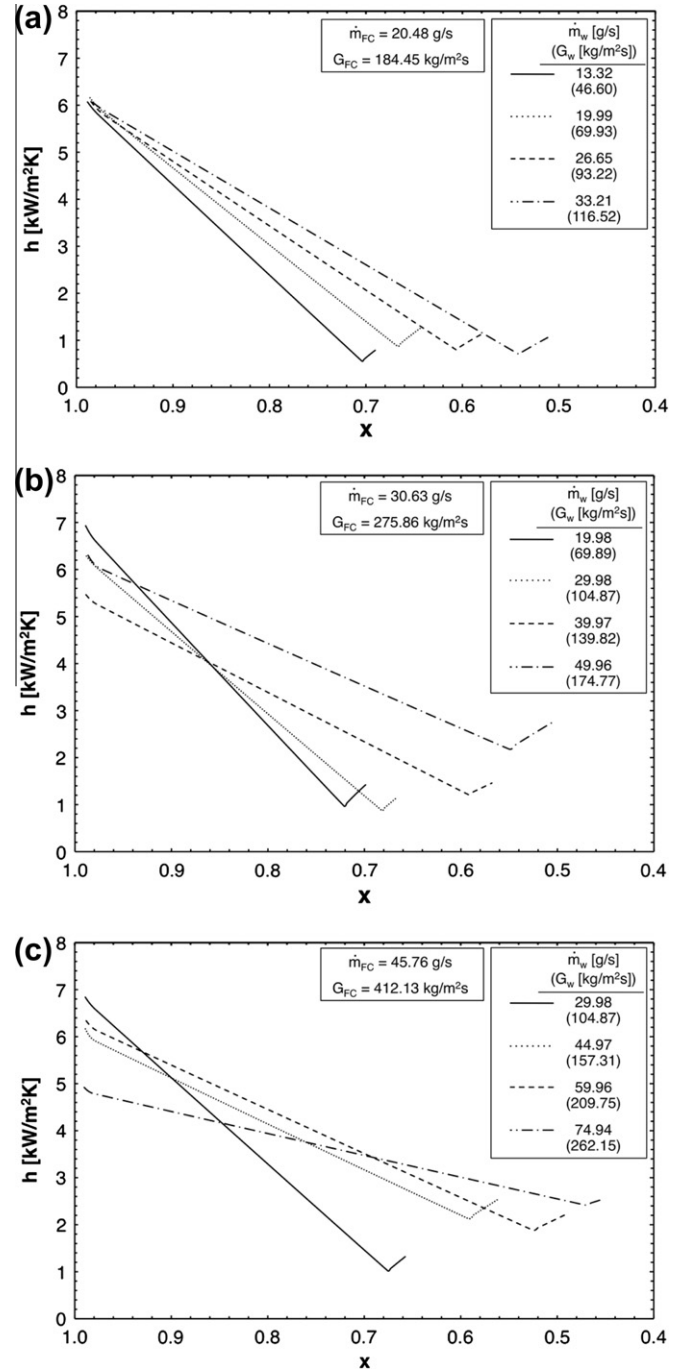 (a)
ṁFC = 20.48 g/s
GFC = 184.45 kg/m²s
ṁw [g/s]
(Gw [kg/m²s])
13.32
(46.60)
19.99
(69.93)
26.65
(93.22)
33.21
(116.52)
h [kW/m²K]
8
7
6
5
4
3
2
1
0
1.0 0.9 0.8 0.7 0.6 0.5 0.4
x
(b)
ṁFC = 30.63 g/s
GFC = 275.86 kg/m²s
ṁw [g/s]
(Gw [kg/m²s])
19.98
(69.89)
29.98
(104.87)
39.97
(139.82)
49.96
(174.77)
h [kW/m²K]
8
7
6
5
4
3
2
1
0
1.0 0.9 0.8 0.7 0.6 0.5 0.4
x
(c)
ṁFC = 45.76 g/s
GFC = 412.13 kg/m²s
ṁw [g/s]
(Gw [kg/m²s])
29.98
(104.87)
44.97
(157.31)
59.96
(209.75)
74.94
(262.15)
h [kW/m²K]
8
7
6
5
4
3
2
1
0
1.0 0.9 0.8 0.7 0.6 0.5 0.4
x